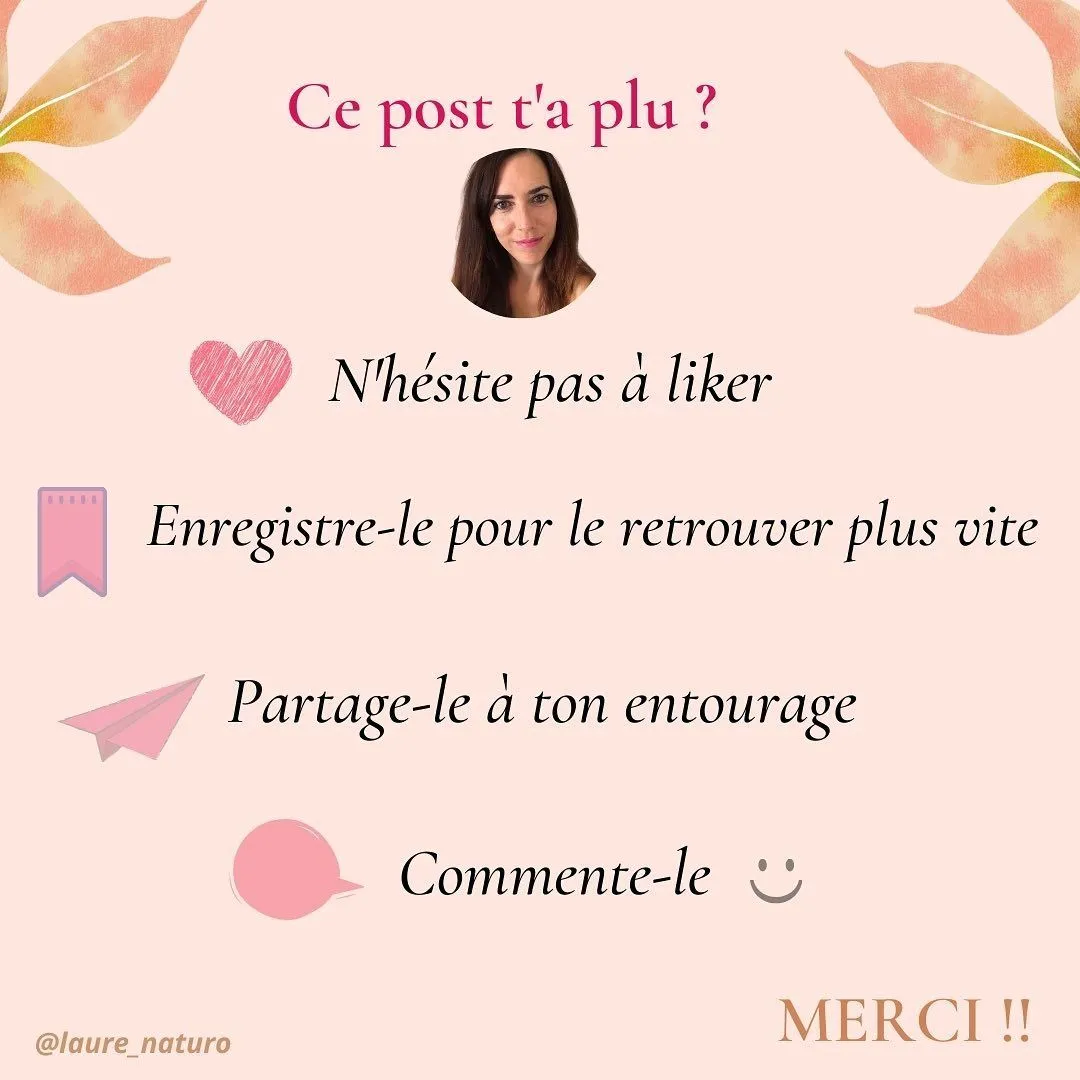 Ce post t'a plu ?
N'hésite pas à liker
Enregistre-le pour le retrouver plus vite
Partage-le à ton entourage
Commente-le
MERCI !!
@laure_naturo